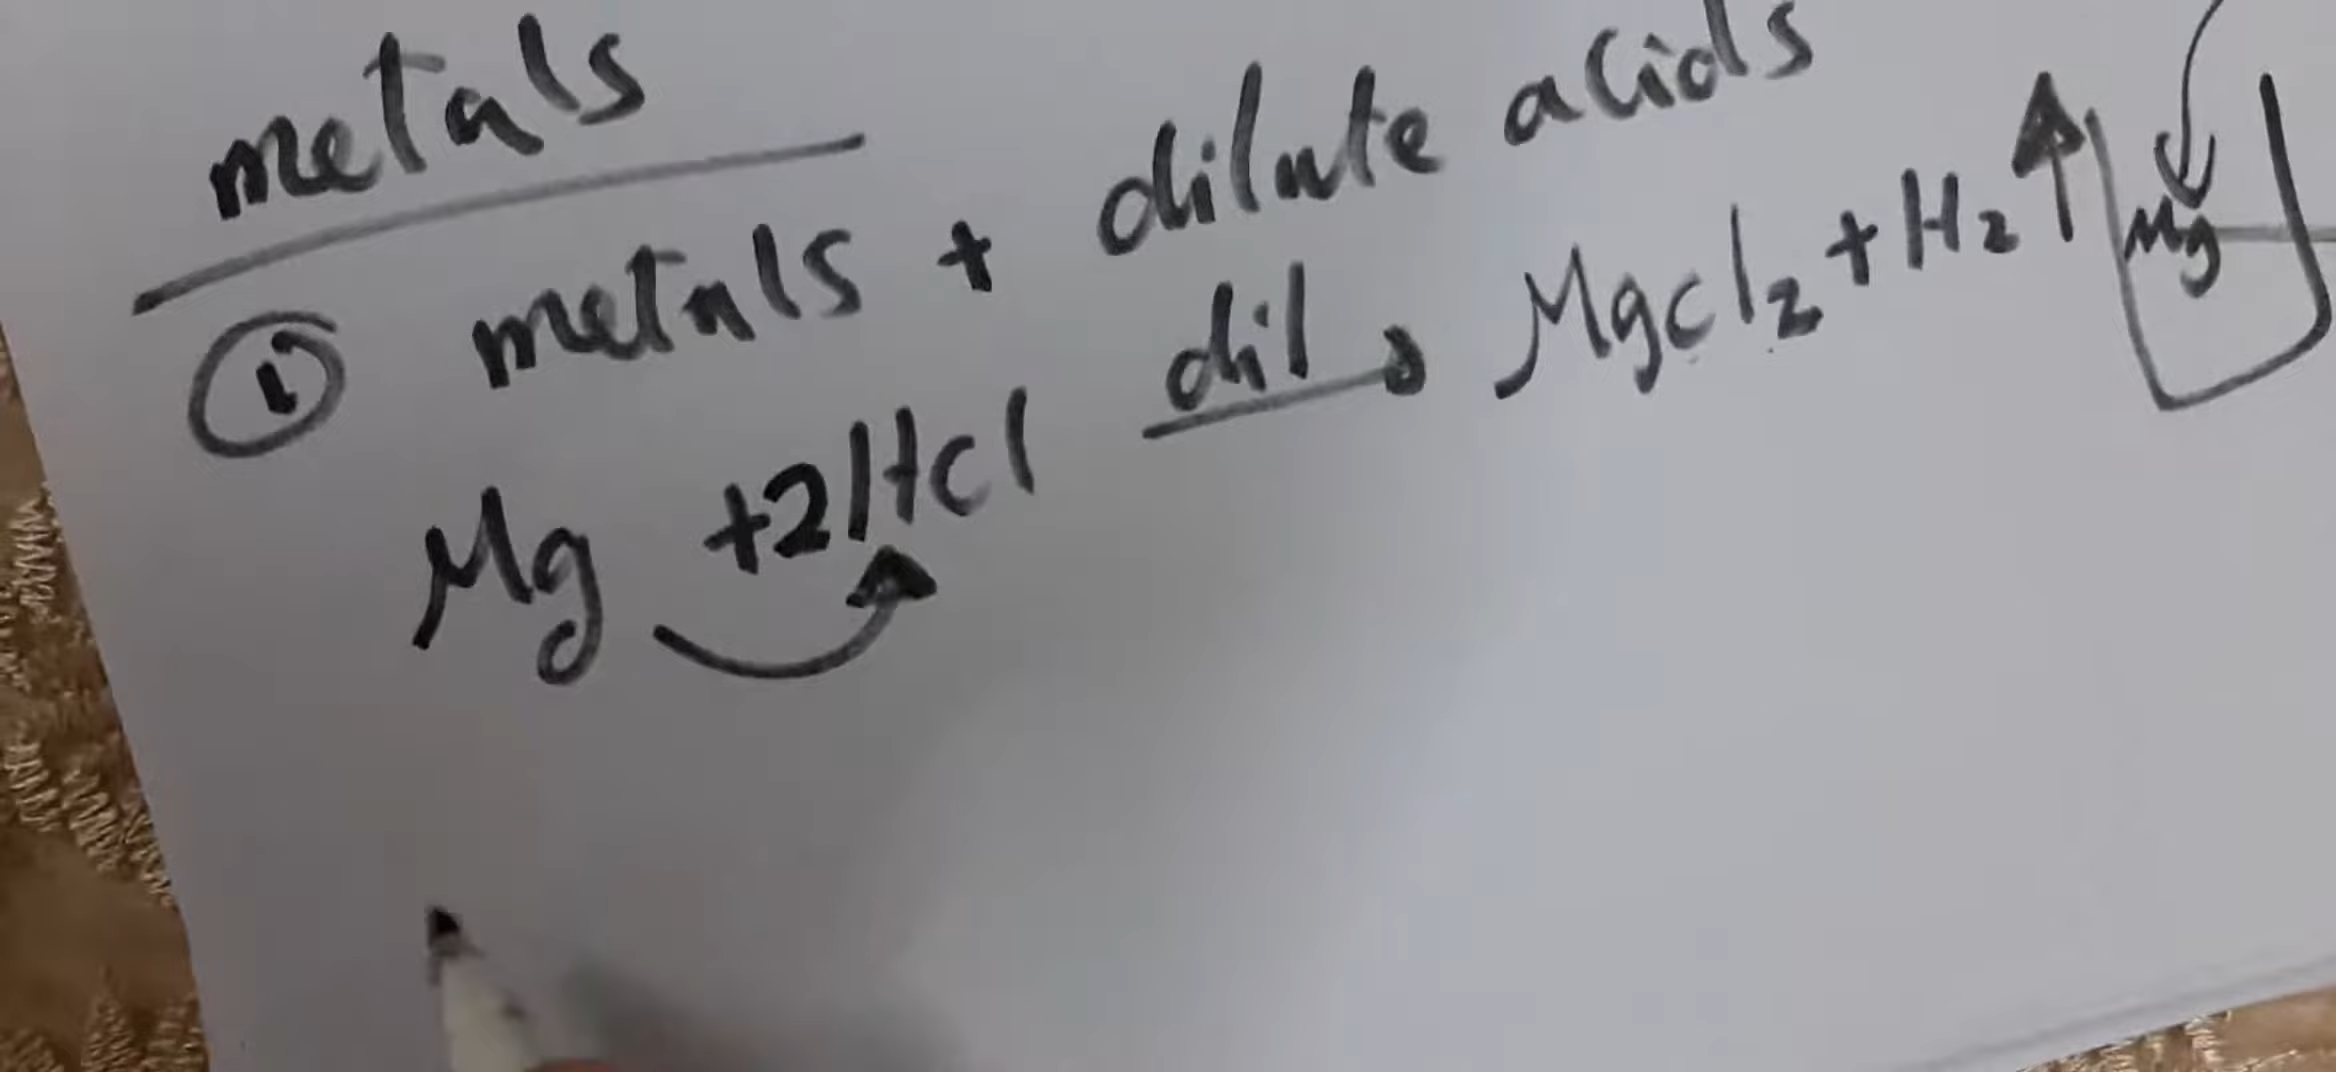 metals
① metals + dilute acids
Mg +2HCl dil → MgCl₂ + H₂ ↑
Mg